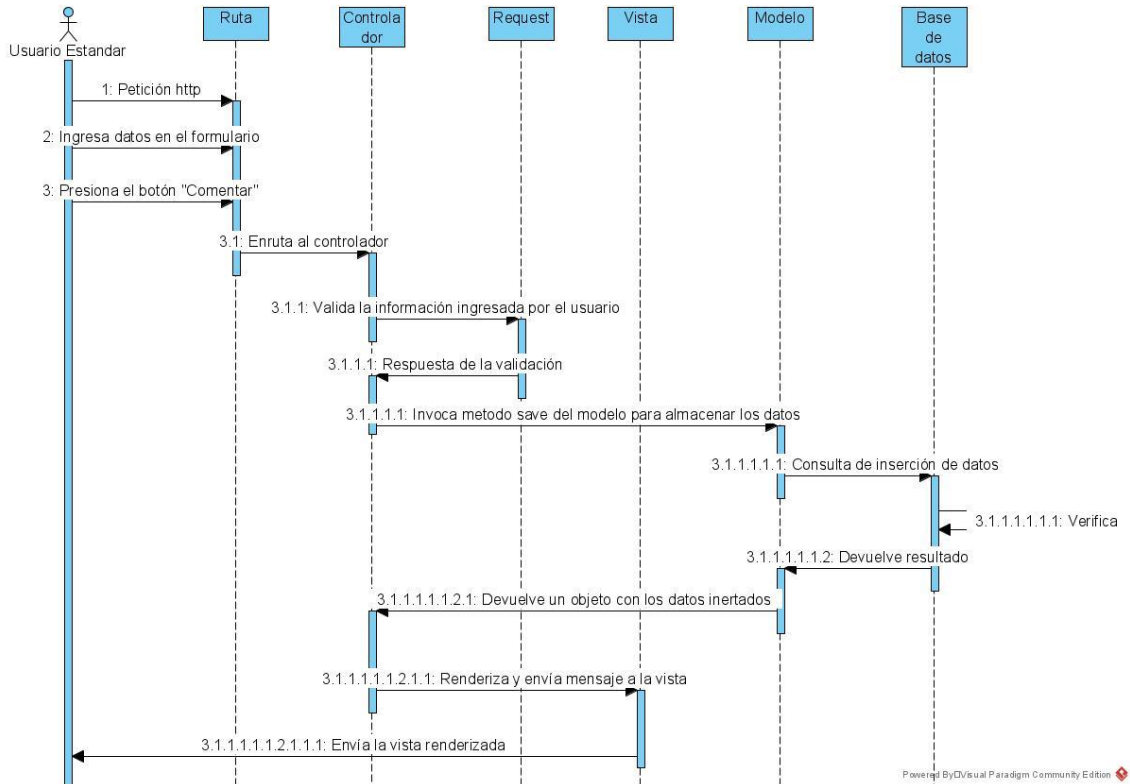 Usuario Estandar
Ruta
Controla
dor
Request
Vista
Modelo
Base
de
datos
1: Petición http
2: Ingresa datos en el formulario
3: Presiona el botón "Comentar"
3.1: Enruta al controlador
3.1.1: Valida la información ingresada por el usuario
3.1.1.1: Respuesta de la validación
3.1.1.1.1: Invoca metodo save del modelo para almacenar los datos
3.1.1.1.1.1: Consulta de inserción de datos
3.1.1.1.1.1.1: Verifica
3.1.1.1.1.1.2: Devuelve resultado
3.1.1.1.1.1.2.1: Devuelve un objeto con los datos inertados
3.1.1.1.1.1.2.1.1: Renderiza y envía mensaje a la vista
3.1.1.1.1.1.2.1.1.1: Envía la vista renderizada
Powered By□Visual Paradigm Community Edition